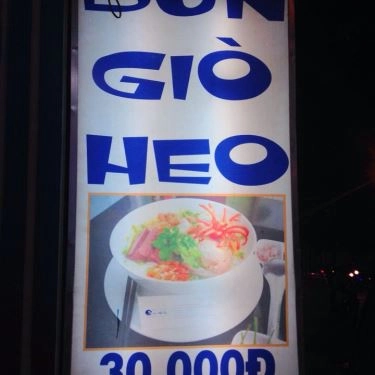 BÚN
GIÒ
HEO
30.000Đ